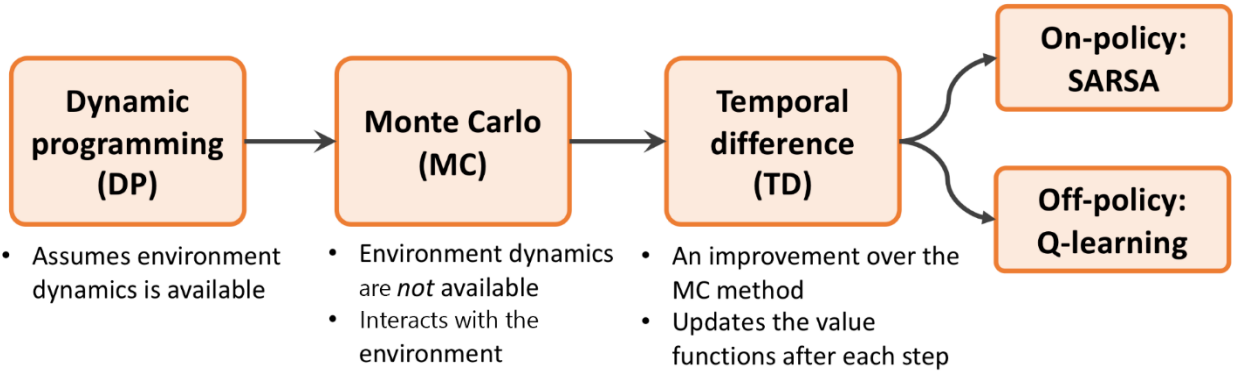 Dynamic
programming
(DP)
• Assumes environment
dynamics is available
Monte Carlo
(MC)
• Environment dynamics
are not available
• Interacts with the
environment
Temporal
difference
(TD)
• An improvement over the
MC method
• Updates the value
functions after each step
On-policy:
SARSA
Off-policy:
Q-learning